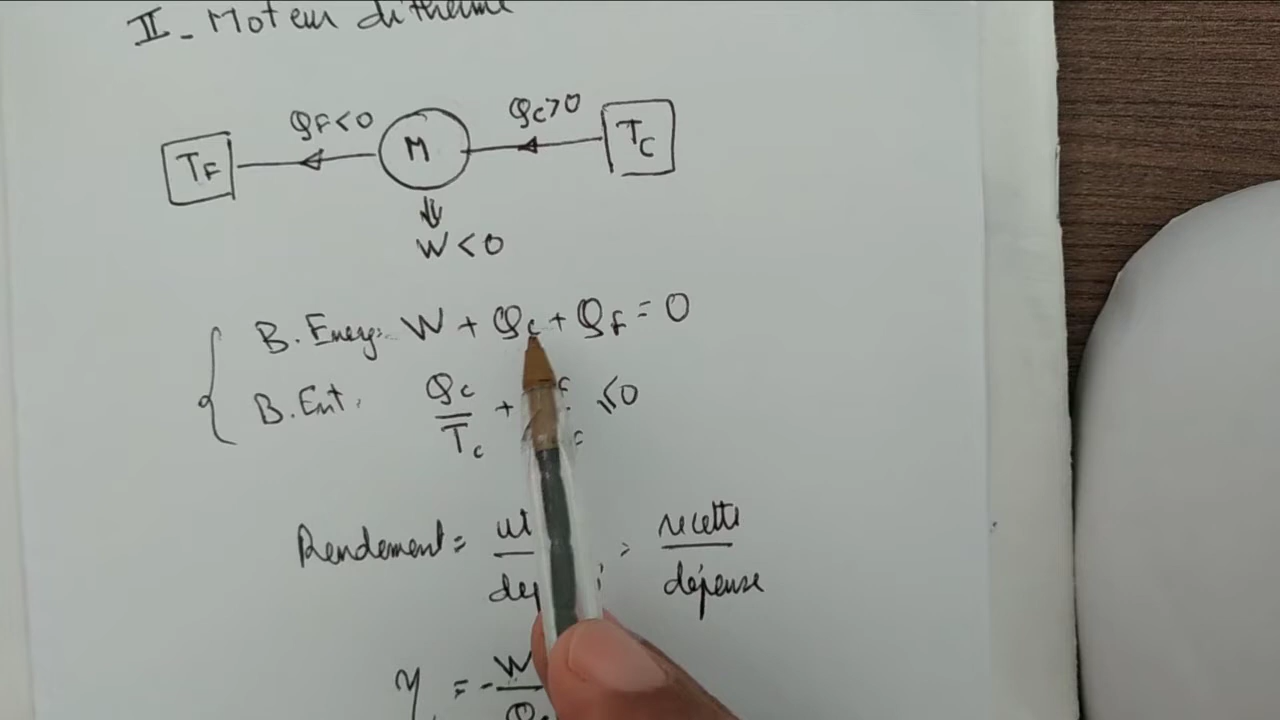 II - Moteur ditherme
QF<0 M Qc>0
TF Tc
W<0
B. Energ: W + Qc + QF = 0
B. Ent: Qc/Tc + ≤0
Rendement = ut = recette
dépense
η = - W